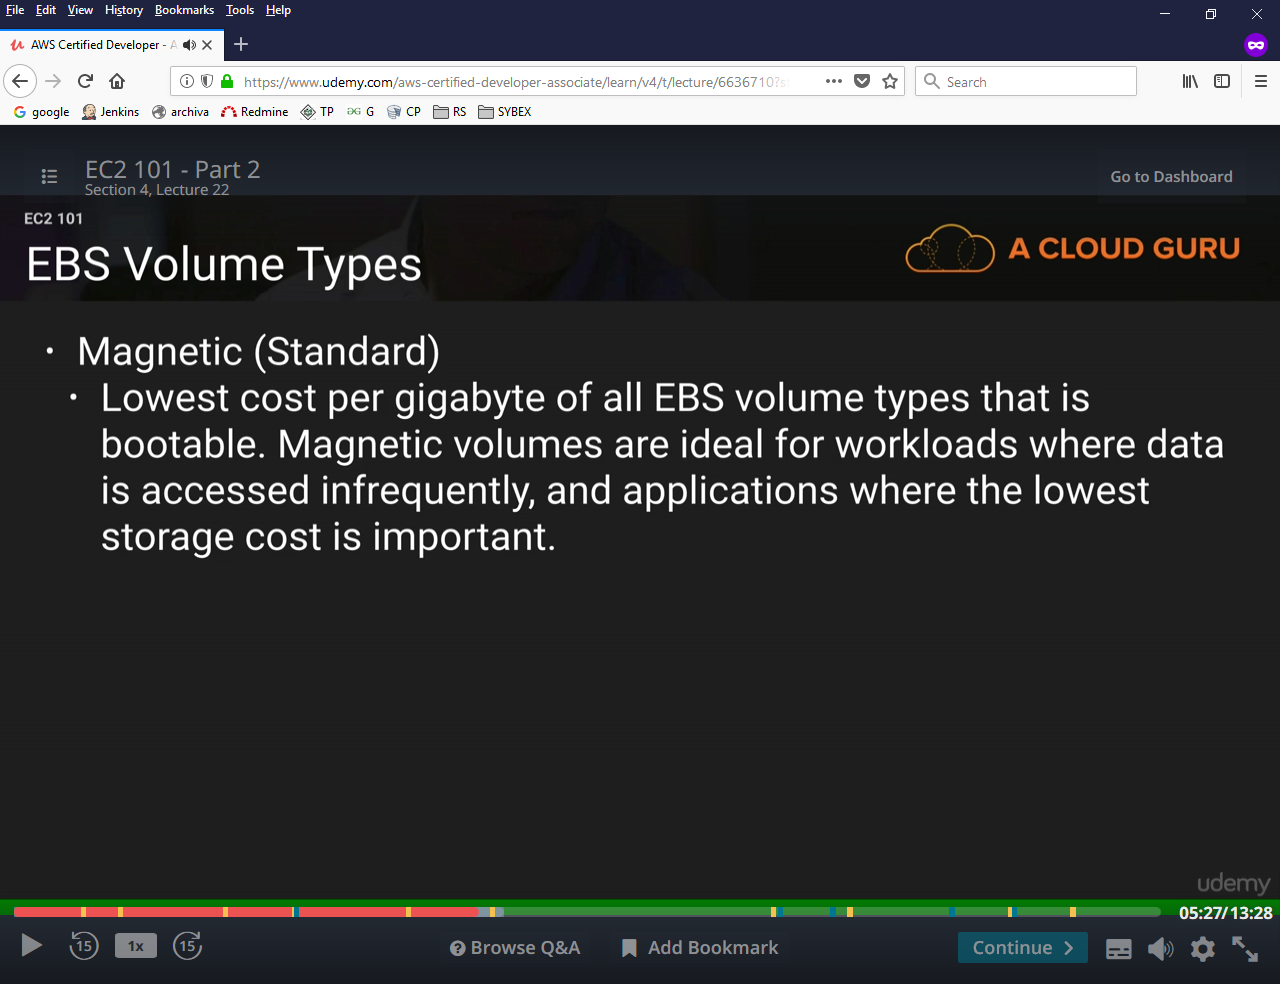 File Edit View History Bookmarks Tools Help
AWS Certified Developer - A
https://www.udemy.com/aws-certified-developer-associate/learn/v4/t/lecture/6636710?s
Search
google Jenkins archiva Redmine TP G CP RS SYBEX
EC2 101 - Part 2
Section 4, Lecture 22
Go to Dashboard
EC2 101
EBS Volume Types
A CLOUD GURU
• Magnetic (Standard)
• Lowest cost per gigabyte of all EBS volume types that is
bootable. Magnetic volumes are ideal for workloads where data
is accessed infrequently, and applications where the lowest
storage cost is important.
udemy
05:27/13:28
15 1x 15 Browse Q&A Add Bookmark Continue